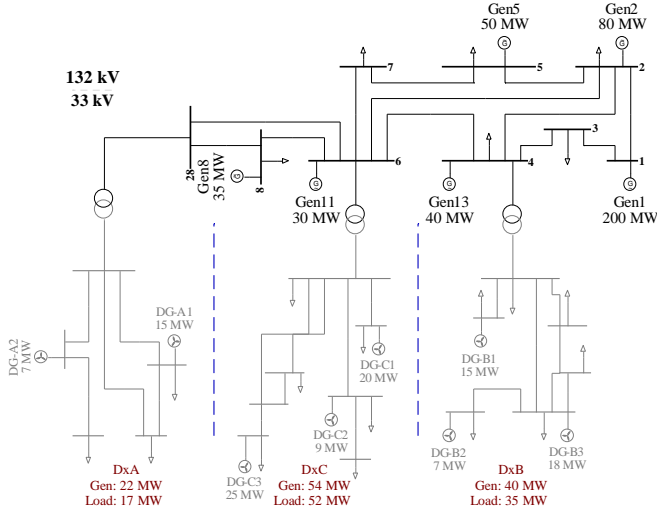 Gen5
50 MW
Gen2
80 MW
7
5
2
132 kV
33 kV
3
28
Gen8
35 MW
8
6
4
1
G
G
G
G
G
G
Gen11
30 MW
Gen13
40 MW
Gen1
200 MW
DG-A1
15 MW
DG-A2
7 MW
DG-C1
20 MW
DG-C2
9 MW
DG-C3
25 MW
DG-B1
15 MW
DG-B2
7 MW
DG-B3
18 MW
DxA
Gen: 22 MW
Load: 17 MW
DxC
Gen: 54 MW
Load: 52 MW
DxB
Gen: 40 MW
Load: 35 MW